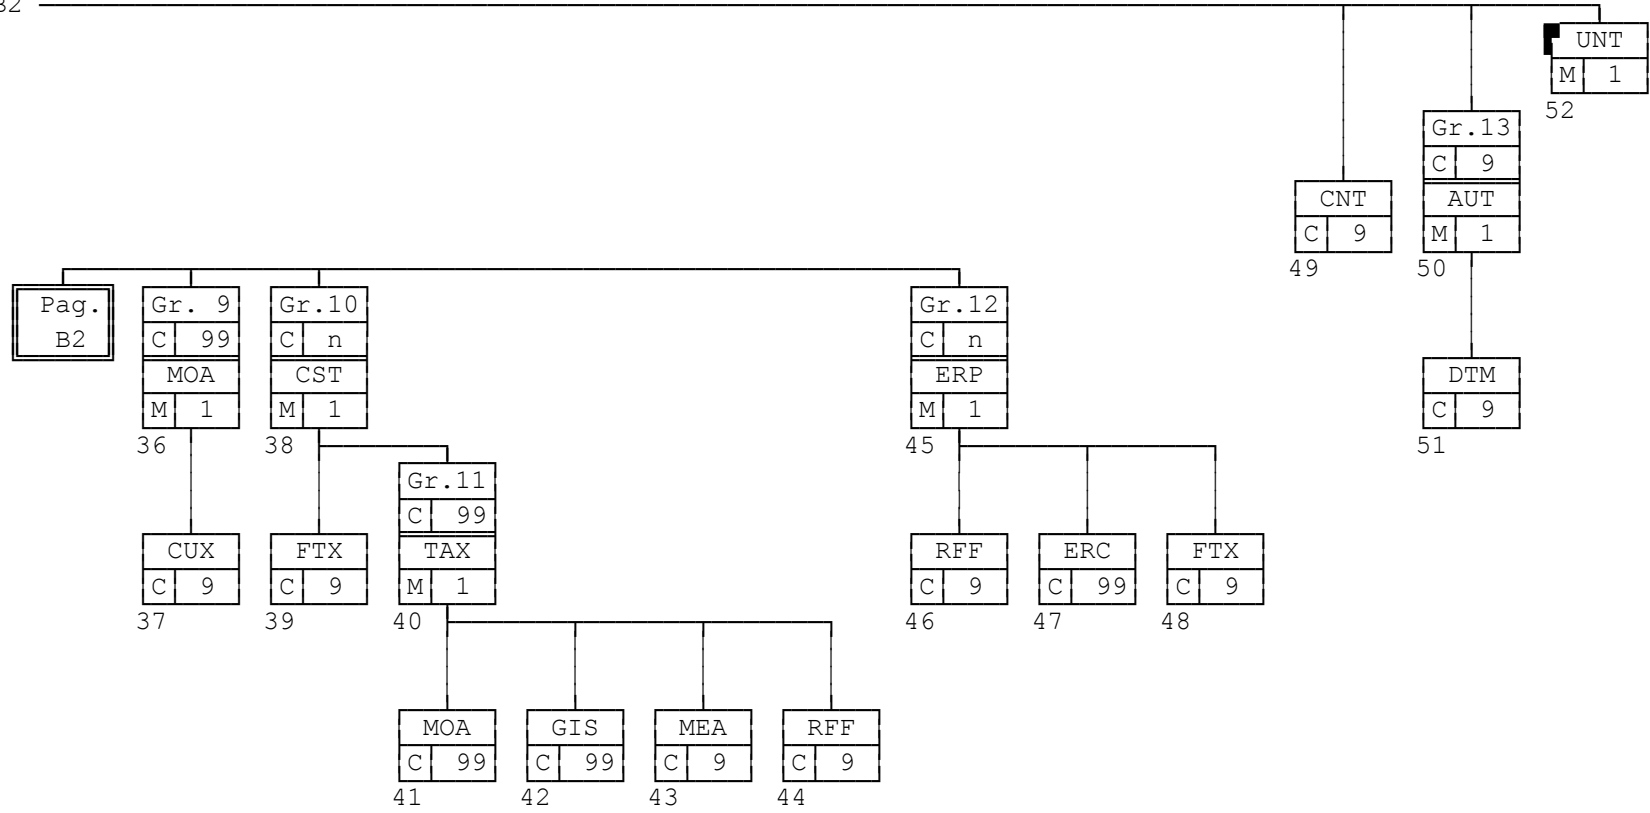 B2
UNT
M 1
52
Gr.13
C 9
CNT
AUT
C 9
M 1
49
50
Pag.
B2
Gr. 9
C 99
MOA
M 1
36
Gr.10
C n
CST
M 1
38
Gr.12
C n
ERP
M 1
45
DTM
C 9
51
Gr.11
C 99
TAX
M 1
40
CUX
C 9
37
FTX
C 9
39
RFF
C 9
46
ERC
C 99
47
FTX
C 9
48
MOA
C 99
41
GIS
C 99
42
MEA
C 9
43
RFF
C 9
44